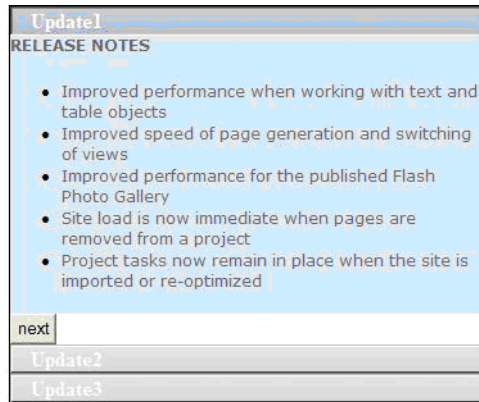 Update1
RELEASE NOTES
• Improved performance when working with text and
table objects
• Improved speed of page generation and switching
of views
• Improved performance for the published Flash
Photo Gallery
• Site load is now immediate when pages are
removed from a project
• Project tasks now remain in place when the site is
imported or re-optimized
next
Update2
Update3